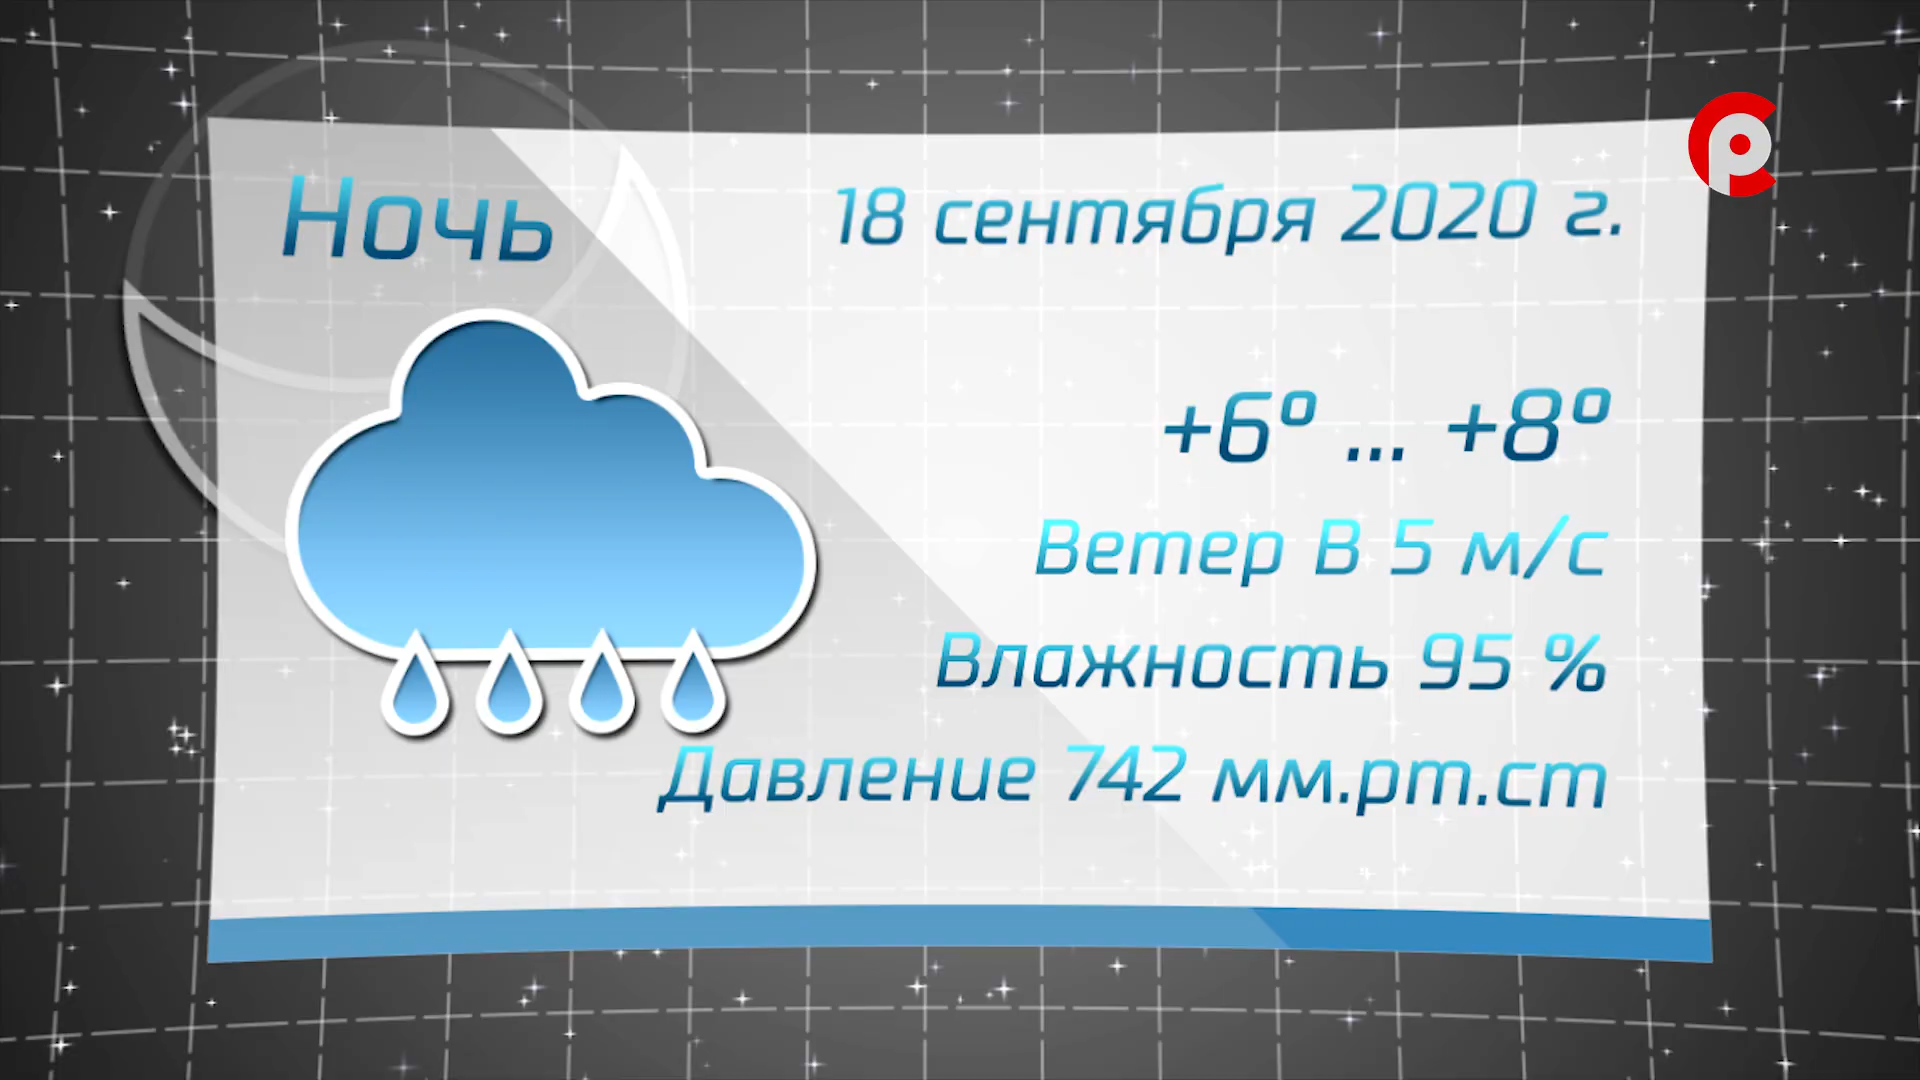 Ночь
18 сентября 2020 г.
+6° ... +8°
Ветер В 5 м/с
Влажность 95 %
Давление 742 мм.рт.ст